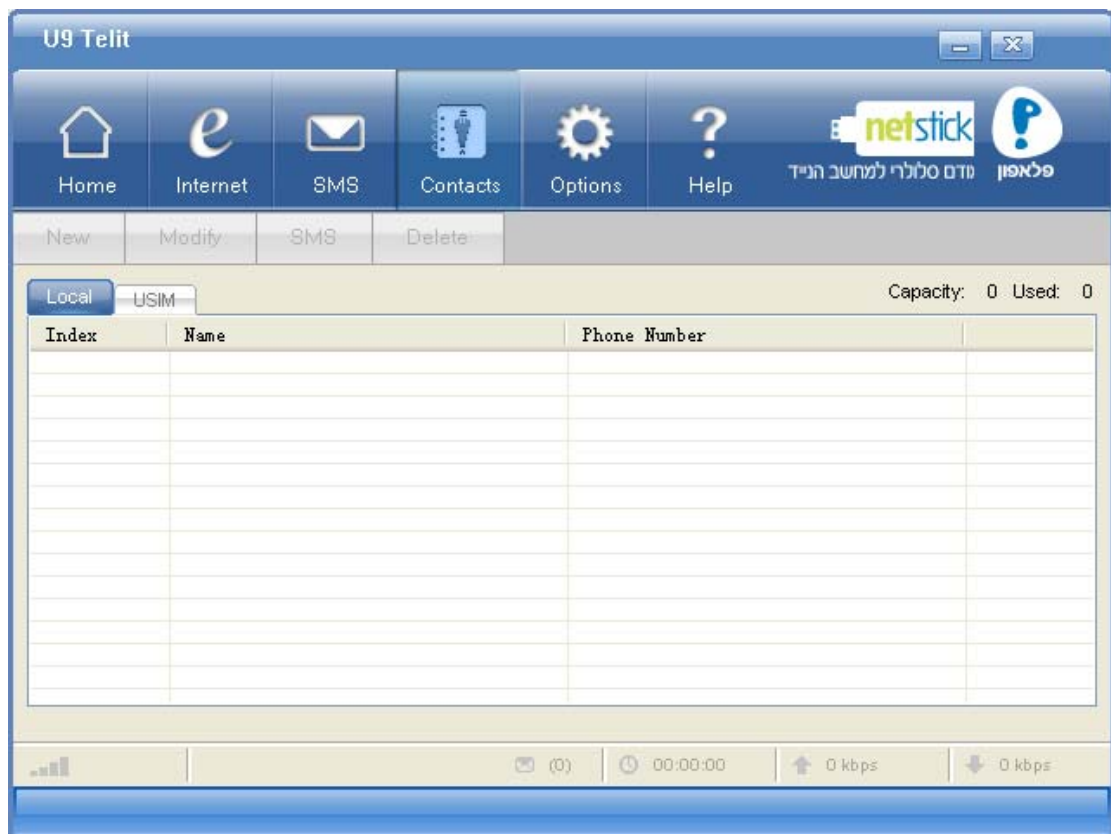 U9 Telit
Home Internet SMS Contacts Options Help
netstick
מודם סלולרי למחשב הנייד
פלאפון
New Modify SMS Delete
Local USIM Capacity: 0 Used: 0
Index Name Phone Number
(0) 00:00:00 0 kbps 0 kbps